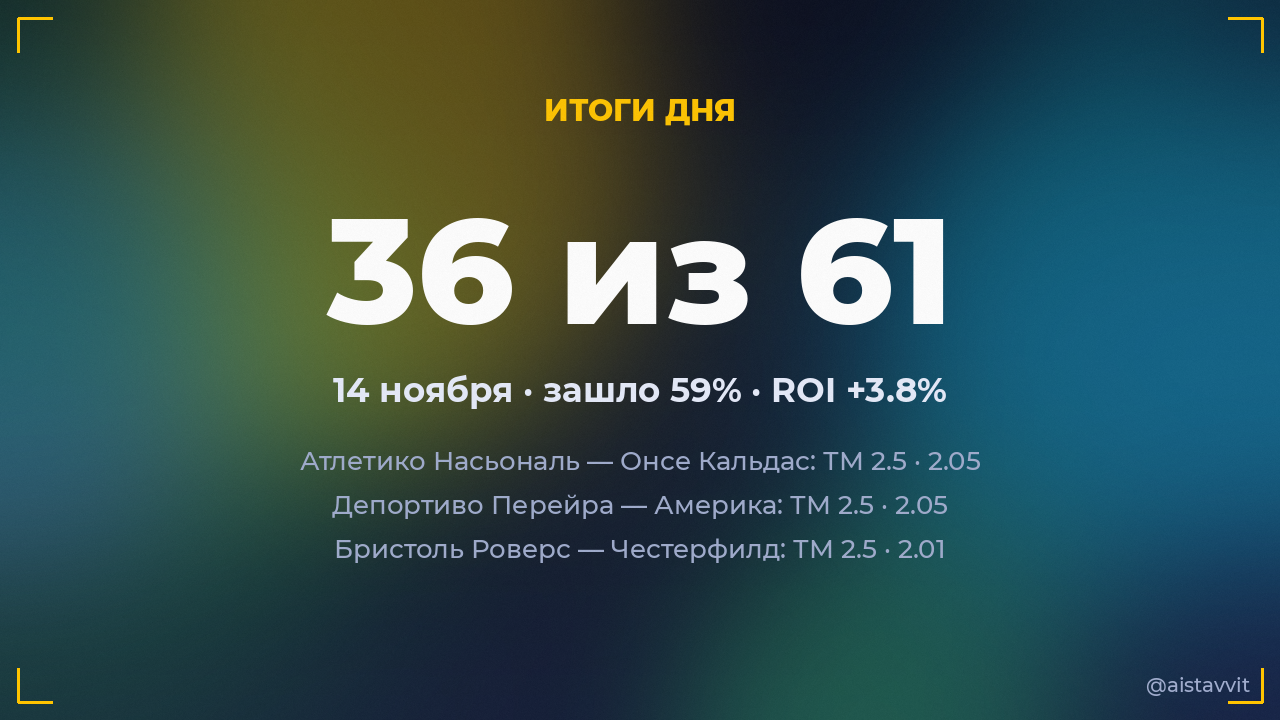 ИТОГИ ДНЯ
36 из 61
14 ноября · зашло 59% · ROI +3.8%
Атлетико Насьональ — Онсе Кальдас: ТМ 2.5 · 2.05
Депортиво Перейра — Америка: ТМ 2.5 · 2.05
Бристоль Роверс — Честерфилд: ТМ 2.5 · 2.01
@aistavvit